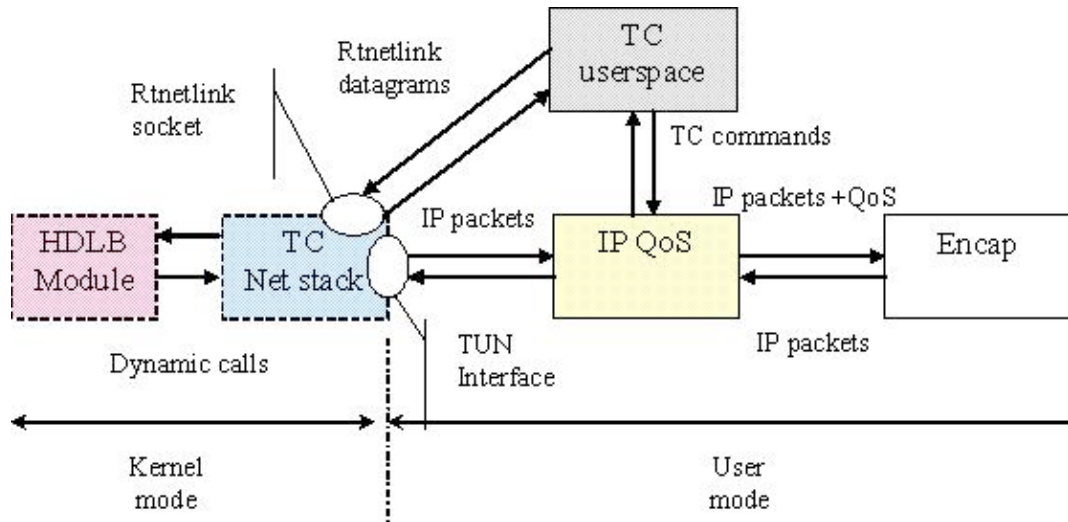 TC
userspace
Rtnetlink
datagrams
Rtnetlink
socket
TC commands
IP packets
IP packets +QoS
HDLB
Module
TC
Net stack
IP QoS
Encap
IP packets
TUN
Interface
Dynamic calls
Kernel
mode
User
mode